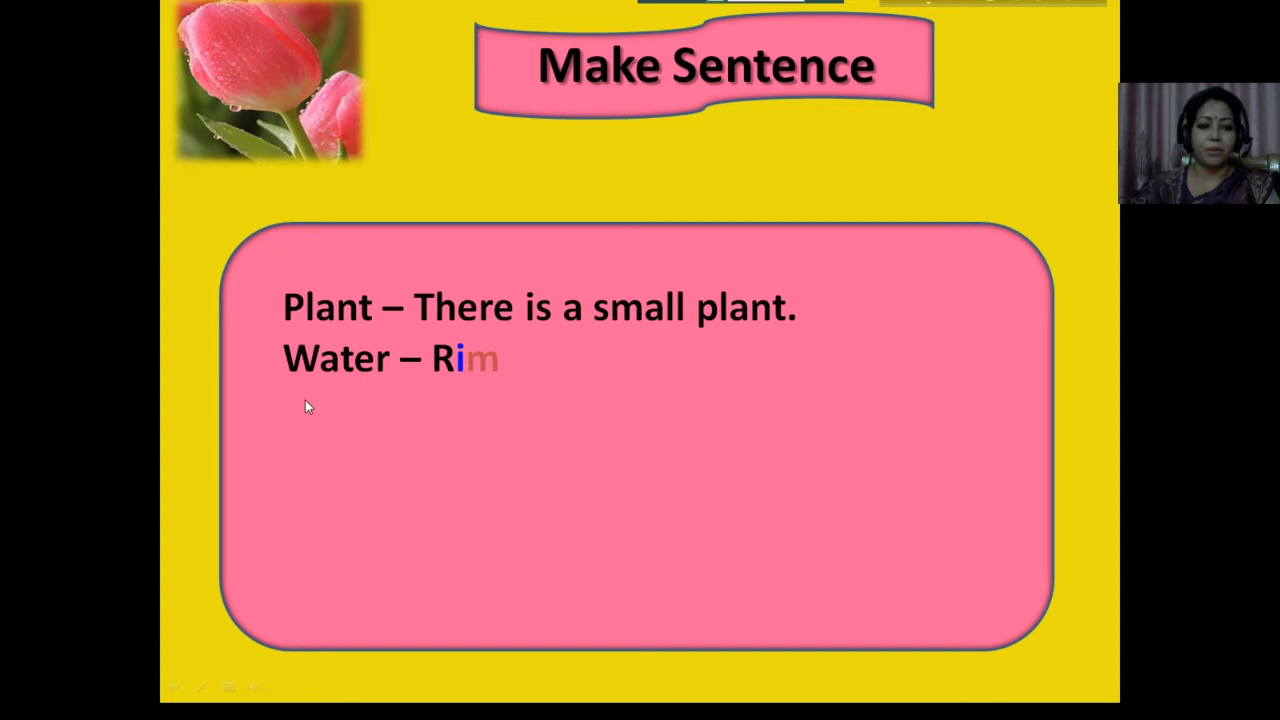 Make Sentence
Plant – There is a small plant.
Water – Rim